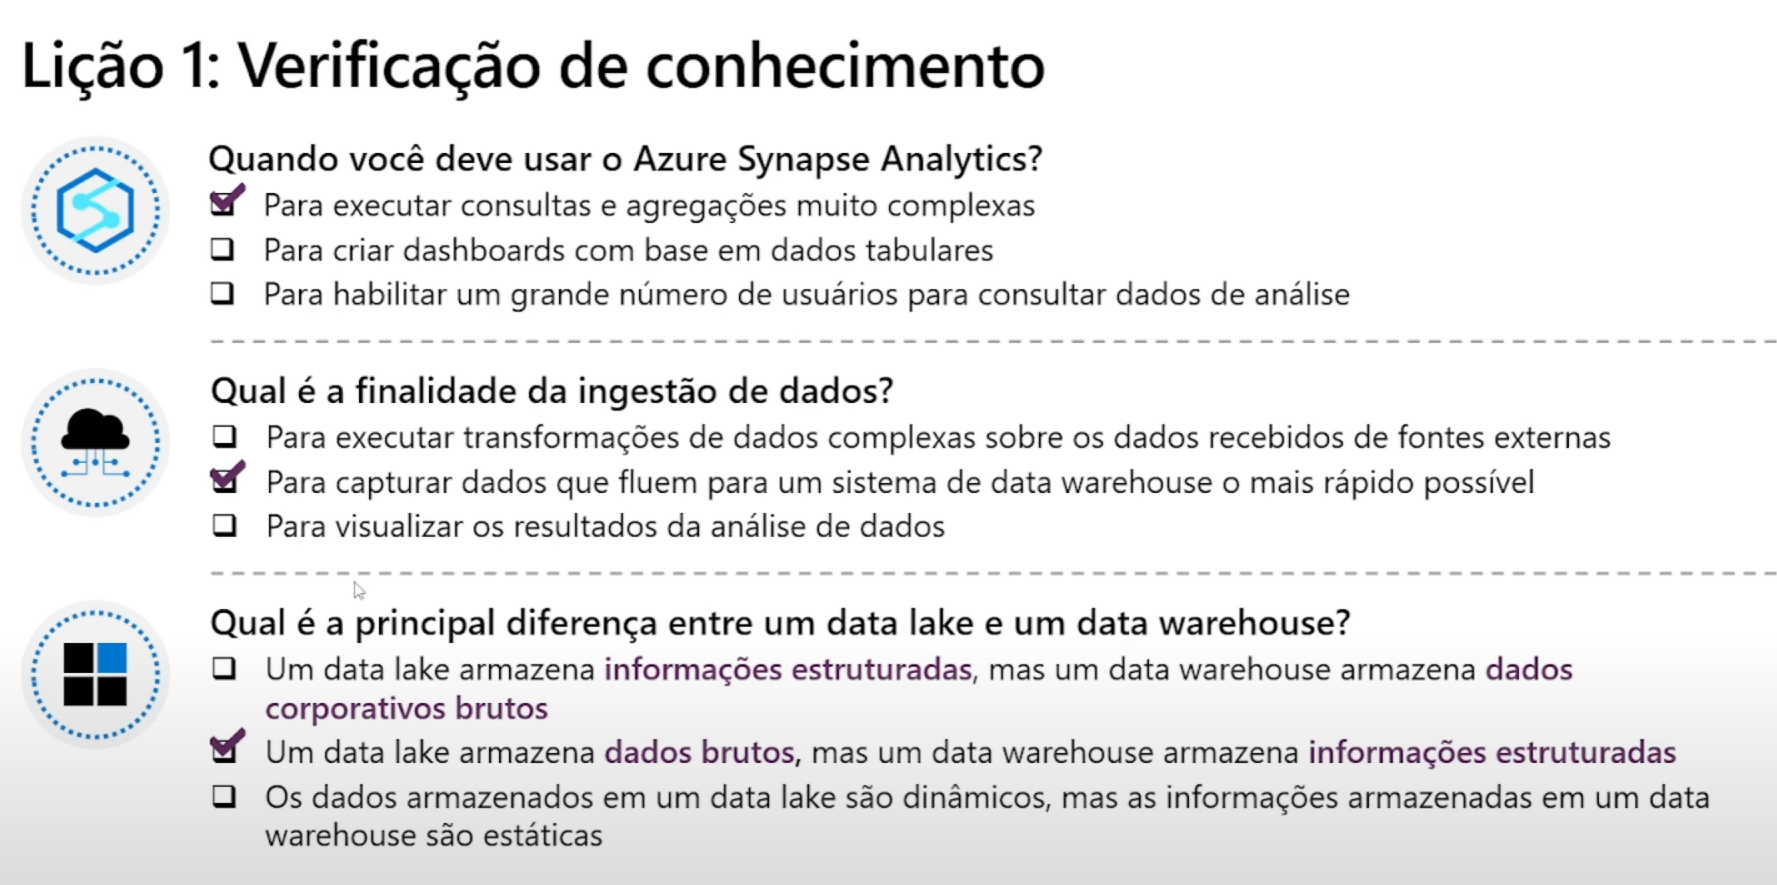 Lição 1: Verificação de conhecimento
Quando você deve usar o Azure Synapse Analytics?
Para executar consultas e agregações muito complexas
Para criar dashboards com base em dados tabulares
Para habilitar um grande número de usuários para consultar dados de análise
Qual é a finalidade da ingestão de dados?
Para executar transformações de dados complexas sobre os dados recebidos de fontes externas
Para capturar dados que fluem para um sistema de data warehouse o mais rápido possível
Para visualizar os resultados da análise de dados
Qual é a principal diferença entre um data lake e um data warehouse?
Um data lake armazena informações estruturadas, mas um data warehouse armazena dados
corporativos brutos
Um data lake armazena dados brutos, mas um data warehouse armazena informações estruturadas
Os dados armazenados em um data lake são dinâmicos, mas as informações armazenadas em um data
warehouse são estáticas